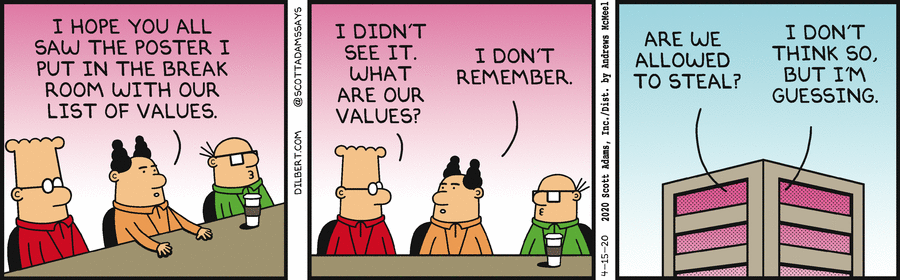 I HOPE YOU ALL
SAW THE POSTER I
PUT IN THE BREAK
ROOM WITH OUR
LIST OF VALUES.
DILBERT.COM @SCOTTADAMSSAYS
I DIDN'T
SEE IT.
WHAT
ARE OUR
VALUES?
I DON'T
REMEMBER.
4-15-20 2020 Scott Adams, Inc./Dist. by Andrews McMeel
ARE WE
ALLOWED
TO STEAL?
I DON'T
THINK SO,
BUT I'M
GUESSING.